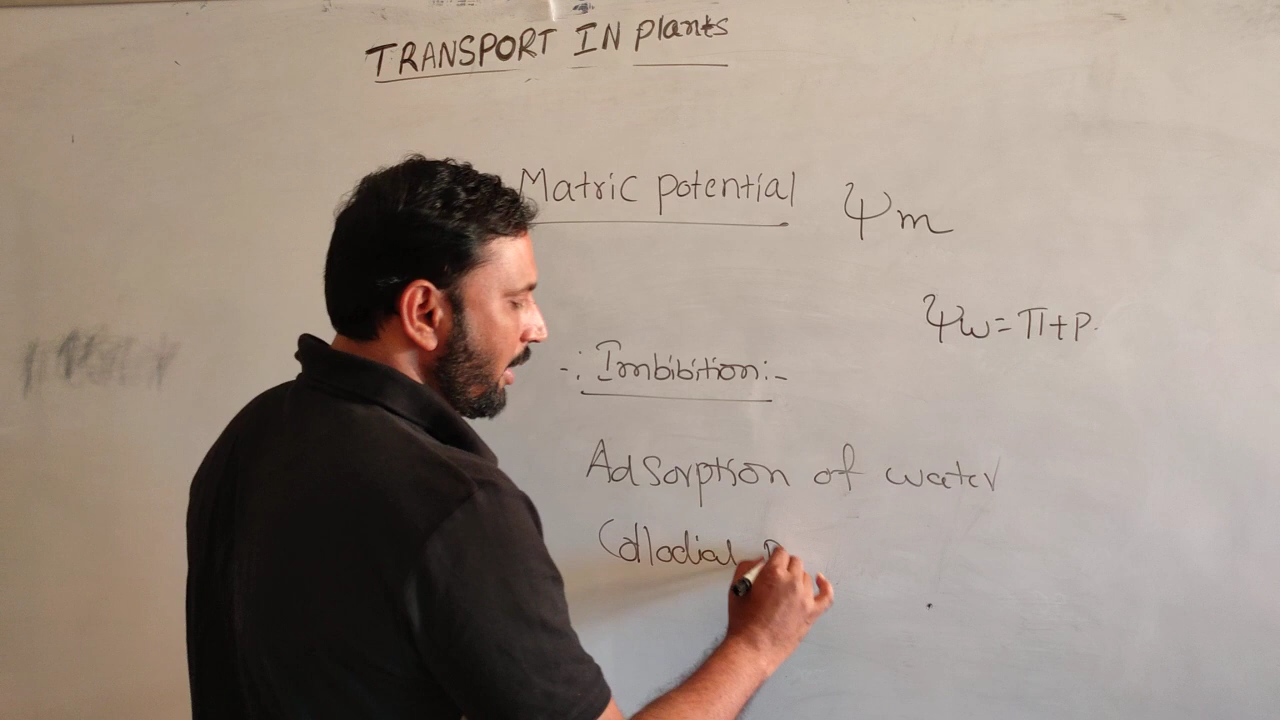 TRANSPORT IN plants
Matric potential Ψm
Ψw = π+P.
-: Imbibition:-
Adsorption of water
Collodial